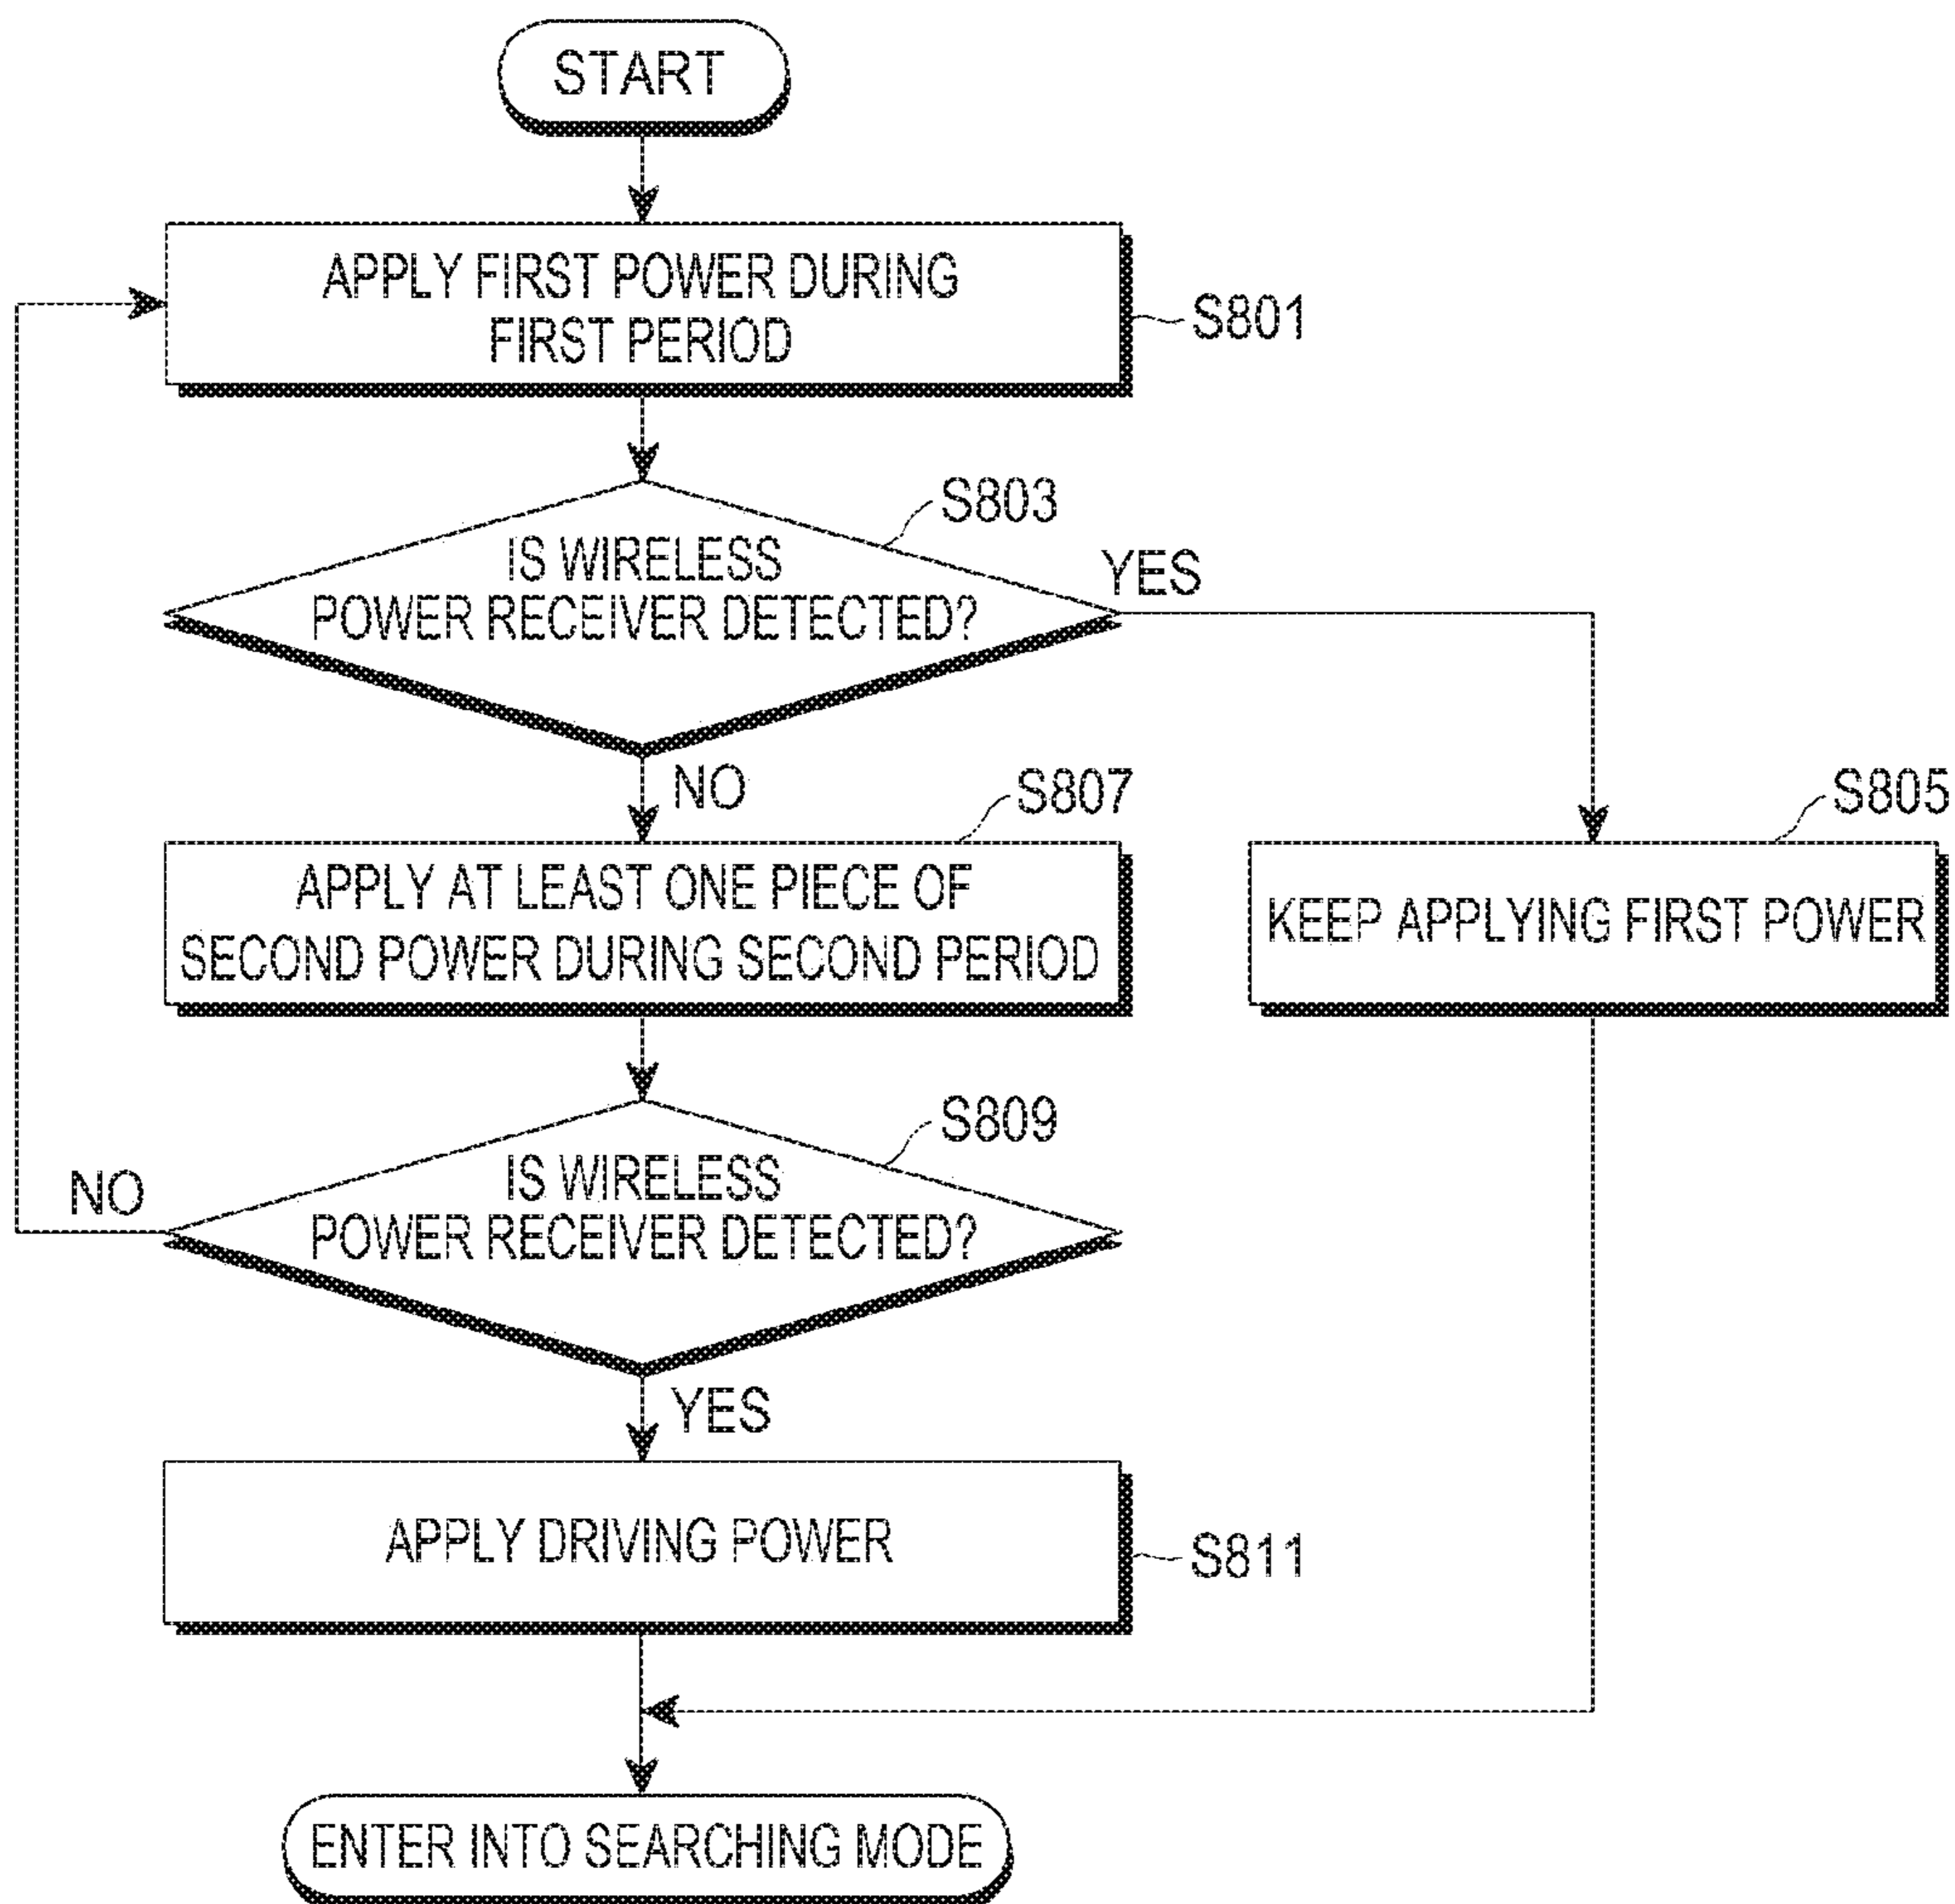 START
APPLY FIRST POWER DURING
FIRST PERIOD
S801
S803
IS WIRELESS
POWER RECEIVER DETECTED?
YES
NO
S807
APPLY AT LEAST ONE PIECE OF
SECOND POWER DURING SECOND PERIOD
S805
KEEP APPLYING FIRST POWER
S809
IS WIRELESS
POWER RECEIVER DETECTED?
NO
YES
APPLY DRIVING POWER
S811
ENTER INTO SEARCHING MODE